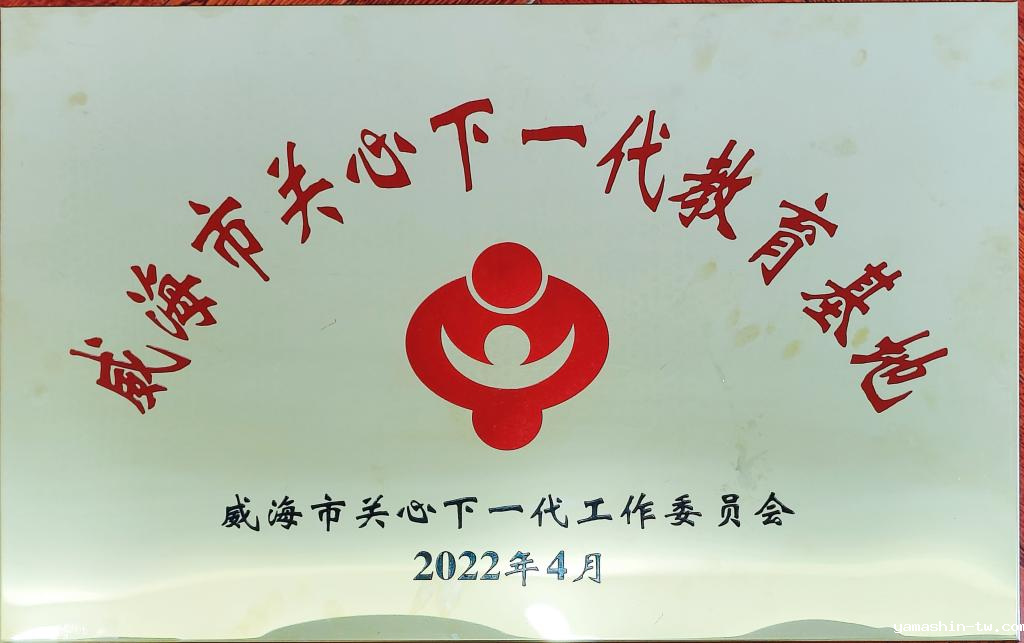 威海市关心下一代教育基地
威海市关心下一代工作委员会
2022年4月
yamashin-tw.com